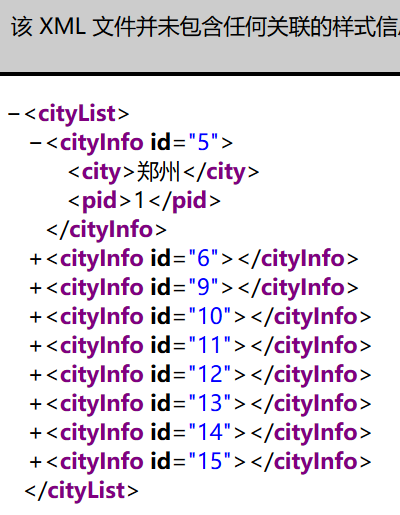 该 XML 文件并未包含任何关联的样式信
−<cityList>
−<cityInfo id="5">
<city>郑州</city>
<pid>1</pid>
</cityInfo>
+<cityInfo id="6"></cityInfo>
+<cityInfo id="9"></cityInfo>
+<cityInfo id="10"></cityInfo>
+<cityInfo id="11"></cityInfo>
+<cityInfo id="12"></cityInfo>
+<cityInfo id="13"></cityInfo>
+<cityInfo id="14"></cityInfo>
+<cityInfo id="15"></cityInfo>
</cityList>